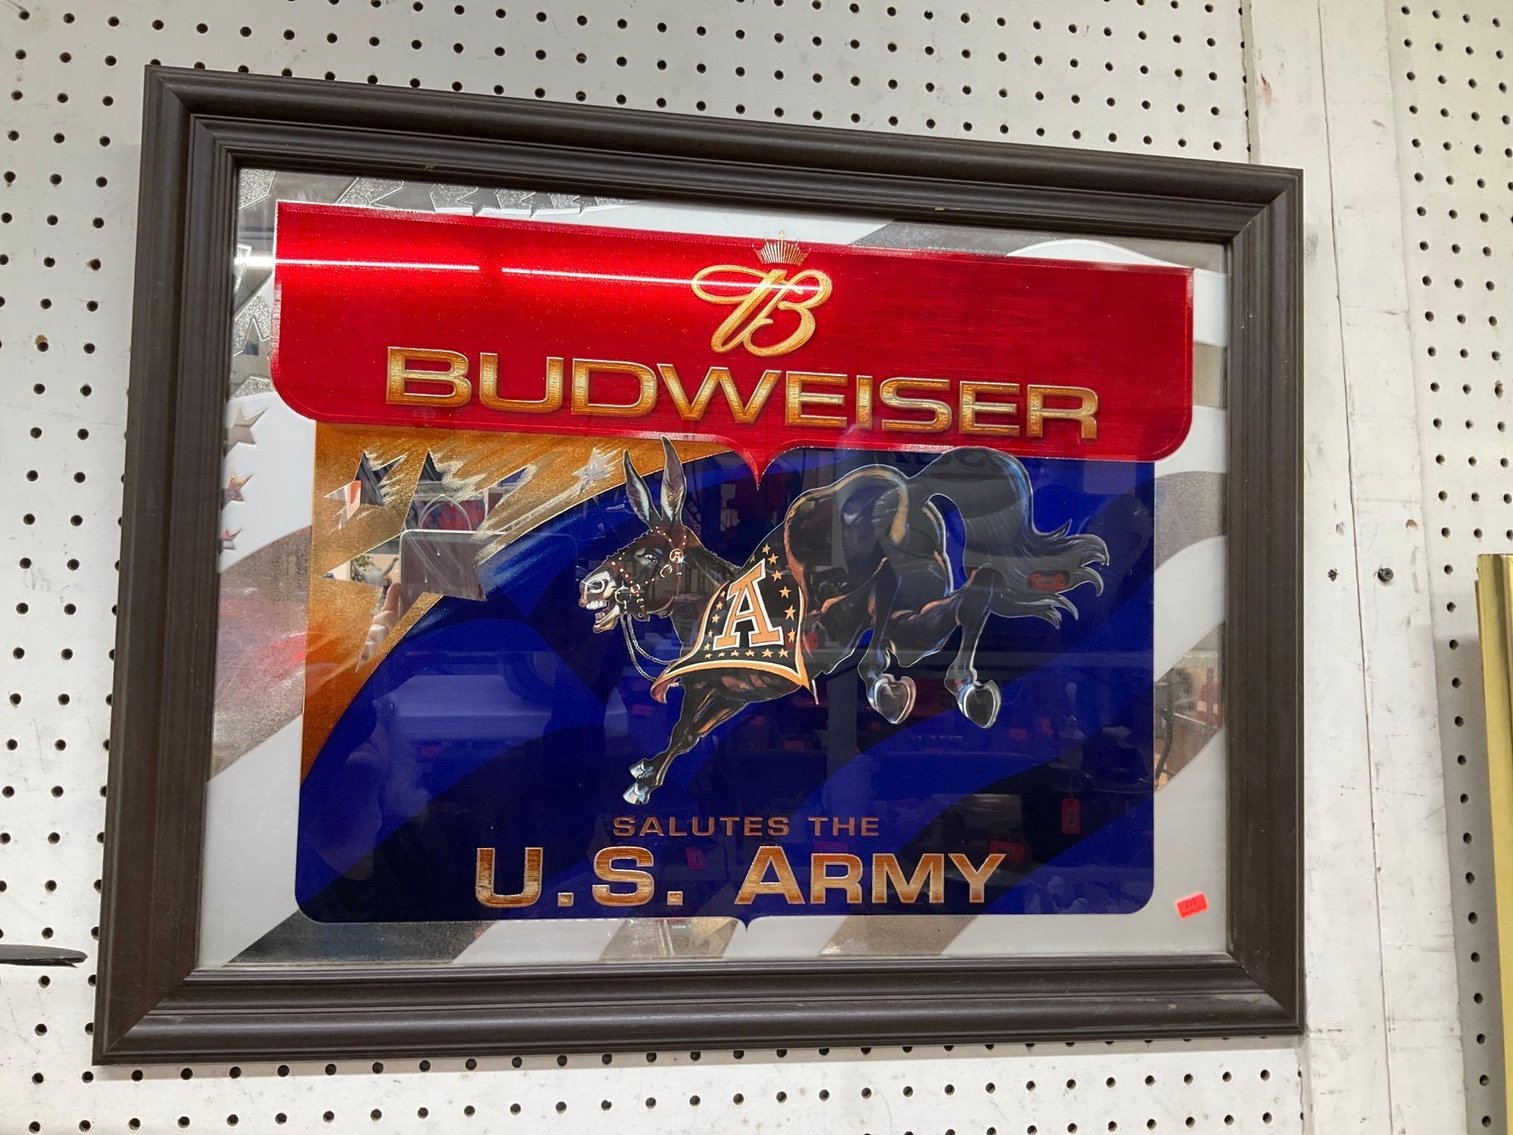 B
BUDWEISER
A
SALUTES THE
U.S. ARMY